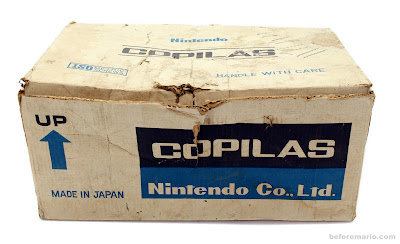 Nintendo
COPILAS
HANDLE WITH CARE
UP
COPILAS
MADE IN JAPAN
Nintendo Co., Ltd.
beforemario.com